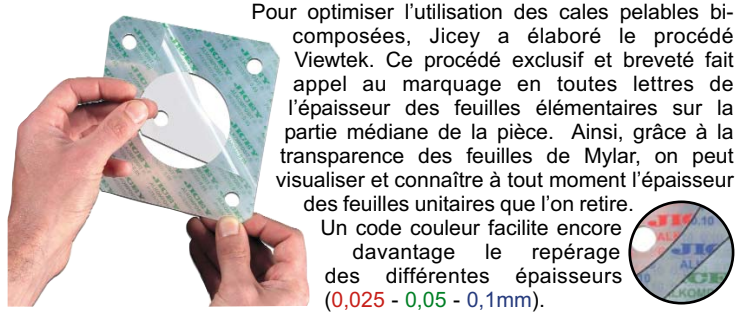 Pour optimiser l’utilisation des cales pelables bi-
composées, Jicey a élaboré le procédé
Viewtek. Ce procédé exclusif et breveté fait
appel au marquage en toutes lettres de
l’épaisseur des feuilles élémentaires sur la
partie médiane de la pièce. Ainsi, grâce à la
transparence des feuilles de Mylar, on peut
visualiser et connaître à tout moment l’épaisseur
des feuilles unitaires que l’on retire.
Un code couleur facilite encore
davantage le repérage
des différentes épaisseurs
(0,025 - 0,05 - 0,1mm).
JICEY